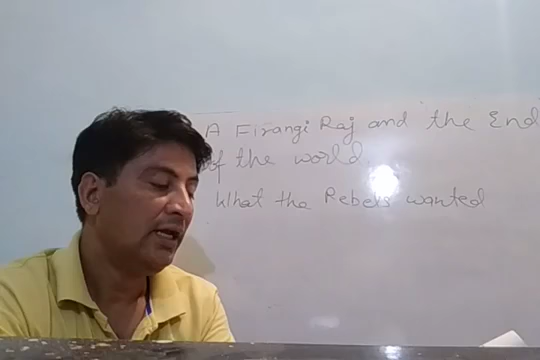 A Firangi Raj and the End
of the world.
What the Rebels wanted